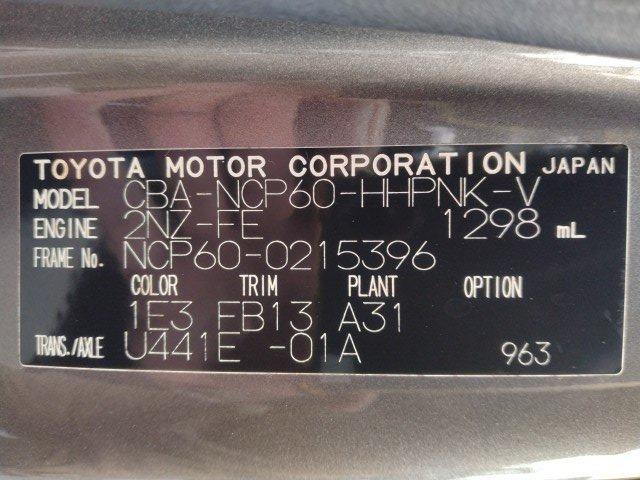 TOYOTA MOTOR CORPORATION JAPAN
MODEL CBA-NCP60-HHPNK-V
ENGINE 2NZ-FE 1298 mL
FRAME No. NCP60-0215396
COLOR TRIM PLANT OPTION
1E3 FB13 A31
TRANS./AXLE U441E -01A 963